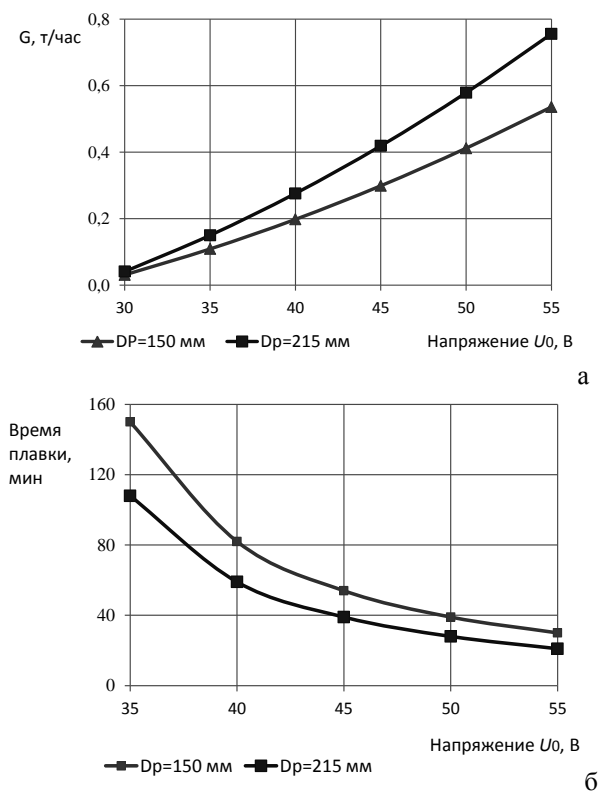 G, т/час
0,8
0,6
0,4
0,2
0,0
30 35 40 45 50 55
DP=150 мм Dp=215 мм Напряжение U0, В
а
Время
плавки,
мин
160
120
80
40
0
35 40 45 50 55
Напряжение U0, В
Dp=150 мм Dp=215 мм
б